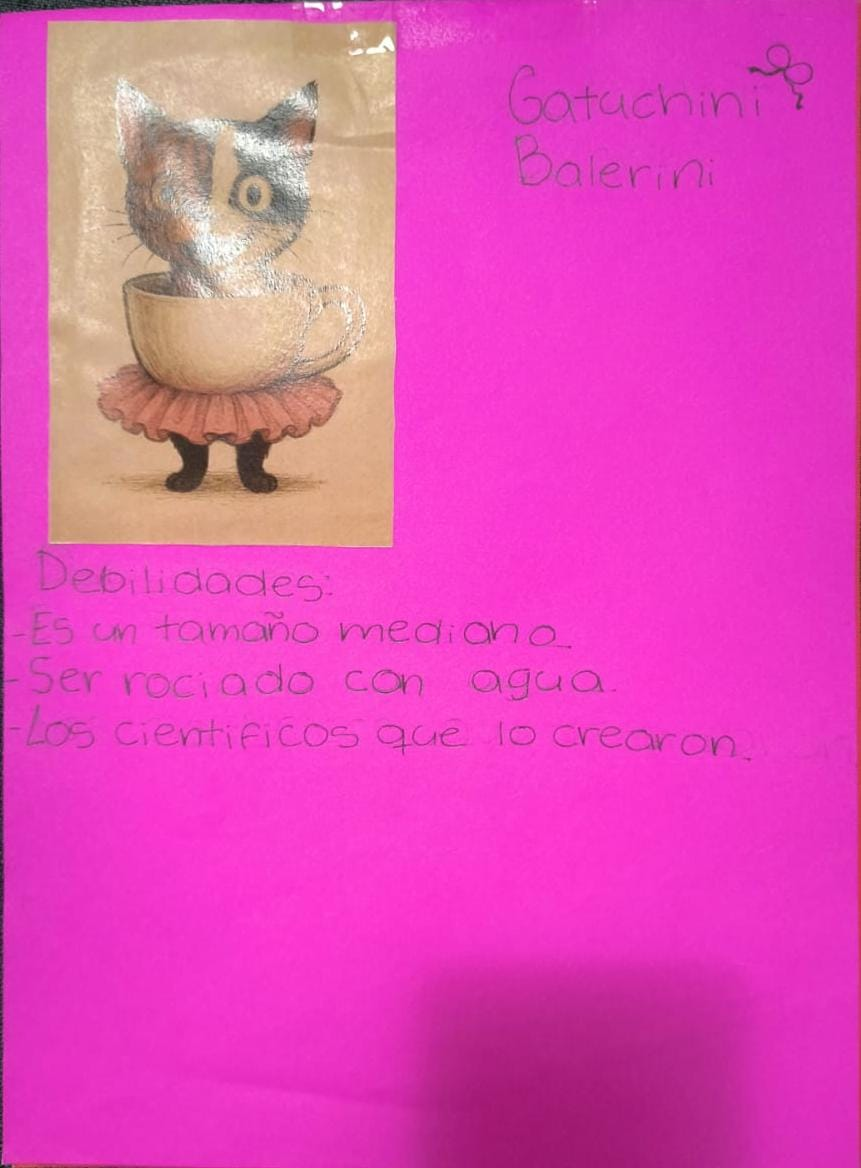 Gatuchini
Balerini
Debilidades:
-Es un tamaño mediano
-Ser rociado con agua.
-Los cientificos que lo crearon.